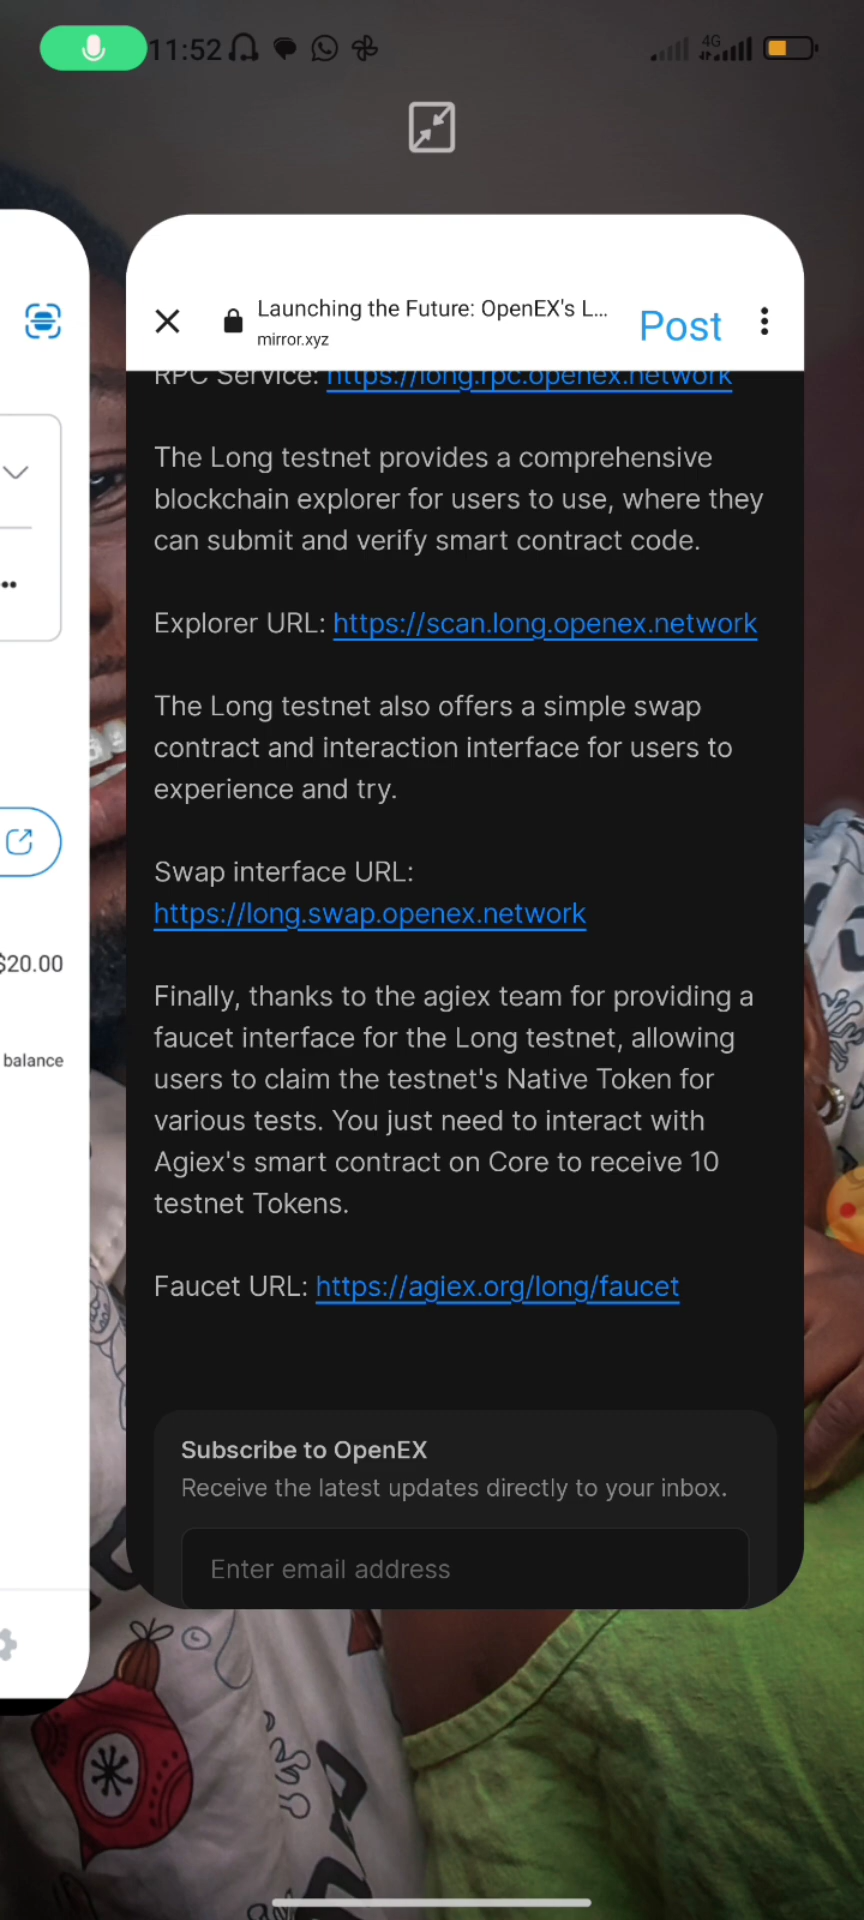 11:52
4G
Launching the Future: OpenEX's L...
mirror.xyz
Post
RPC Service: https://long.rpc.openex.network
The Long testnet provides a comprehensive
blockchain explorer for users to use, where they
can submit and verify smart contract code.
Explorer URL: https://scan.long.openex.network
The Long testnet also offers a simple swap
contract and interaction interface for users to
experience and try.
Swap interface URL:
https://long.swap.openex.network
$20.00
Finally, thanks to the agiex team for providing a
faucet interface for the Long testnet, allowing
balance
users to claim the testnet's Native Token for
various tests. You just need to interact with
Agiex's smart contract on Core to receive 10
testnet Tokens.
Faucet URL: https://agiex.org/long/faucet
Subscribe to OpenEX
Receive the latest updates directly to your inbox.
Enter email address